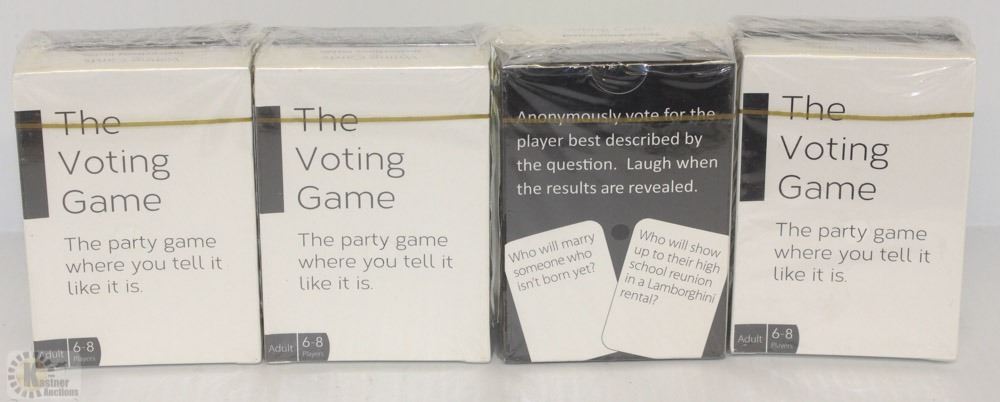 The
Voting
Game
The party game
where you tell it
like it is.
Adult 6-8
Players
The
Voting
Game
The party game
where you tell it
like it is.
Adult 6-8
Players
Anonymously vote for the
player best described by
the question. Laugh when
the results are revealed.
Who will marry
someone who
isn't born yet?
Who will show
up to their high
school reunion
in a Lamborghini
rental?
The
Voting
Game
The party game
where you tell it
like it is.
Adult 6-8
Players
Kastner
Auctions